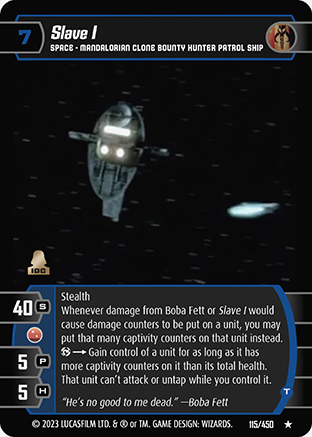 7
Slave I
SPACE - MANDALORIAN CLONE BOUNTY HUNTER PATROL SHIP
IDC
40 S
5 P
5 H
Stealth
Whenever damage from Boba Fett or Slave I would
cause damage counters to be put on a unit, you may
put that many captivity counters on that unit instead.
→ Gain control of a unit for as long as it has
more captivity counters on it than its total health.
That unit can't attack or untap while you control it.
"He's no good to me dead." —Boba Fett
T
© 2023 LUCASFILM LTD. & ® OR TM. GAME DESIGN: WIZARDS.
115/450 ★